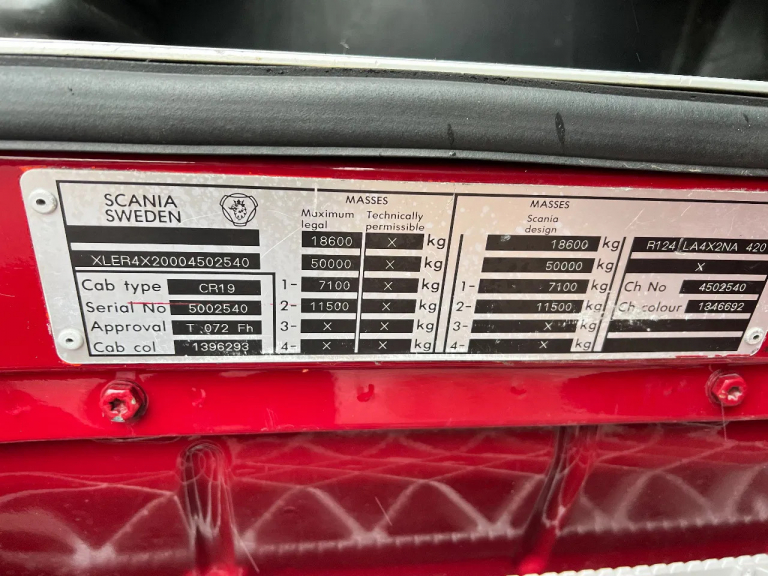 SCANIA
SWEDEN
XLER4X20004502540
Cab type CR19
Serial No 5002540
Approval T 072 Fh
Cab col 1396293
MASSES
Maximum legal Technically permissible
18600 X kg
50000 X kg
1- 7100 X kg
2- 11500 X kg
3- X X kg
4- X X kg
MASSES
Scania design
18600 kg
50000 kg
1- 7100 kg
2- 11500 kg
3- X kg
4- X kg
R124 LA4X2NA 420
X
Ch No 4502540
Ch colour 1346692